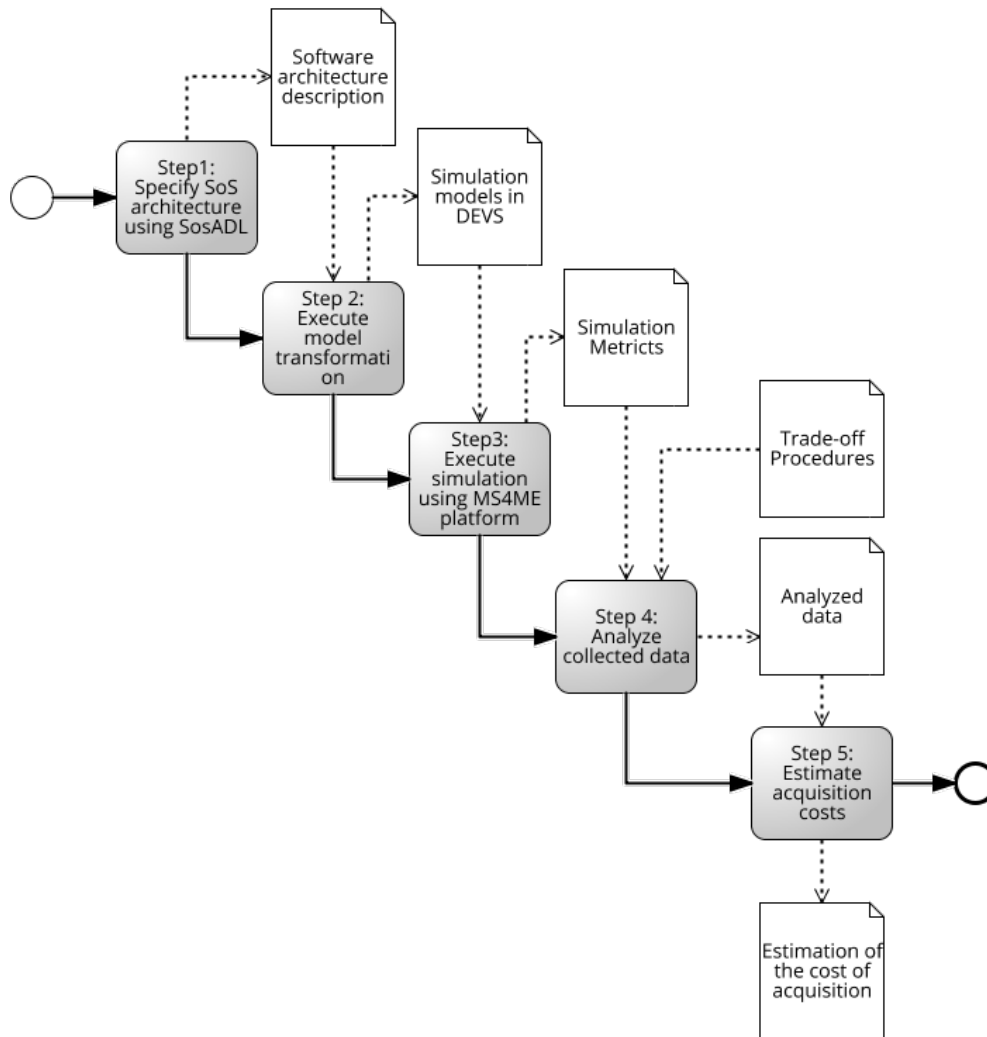 Software
architecture
description
Step1:
Specify SoS
architecture
using SosADL
Simulation
models in
DEVS
Step 2:
Execute
model
transformati
on
Simulation
Metricts
Step3:
Execute
simulation
using MS4ME
platform
Trade-off
Procedures
Step 4:
Analyze
collected data
Analyzed
data
Step 5:
Estimate
acquisition
costs
Estimation of
the cost of
acquisition